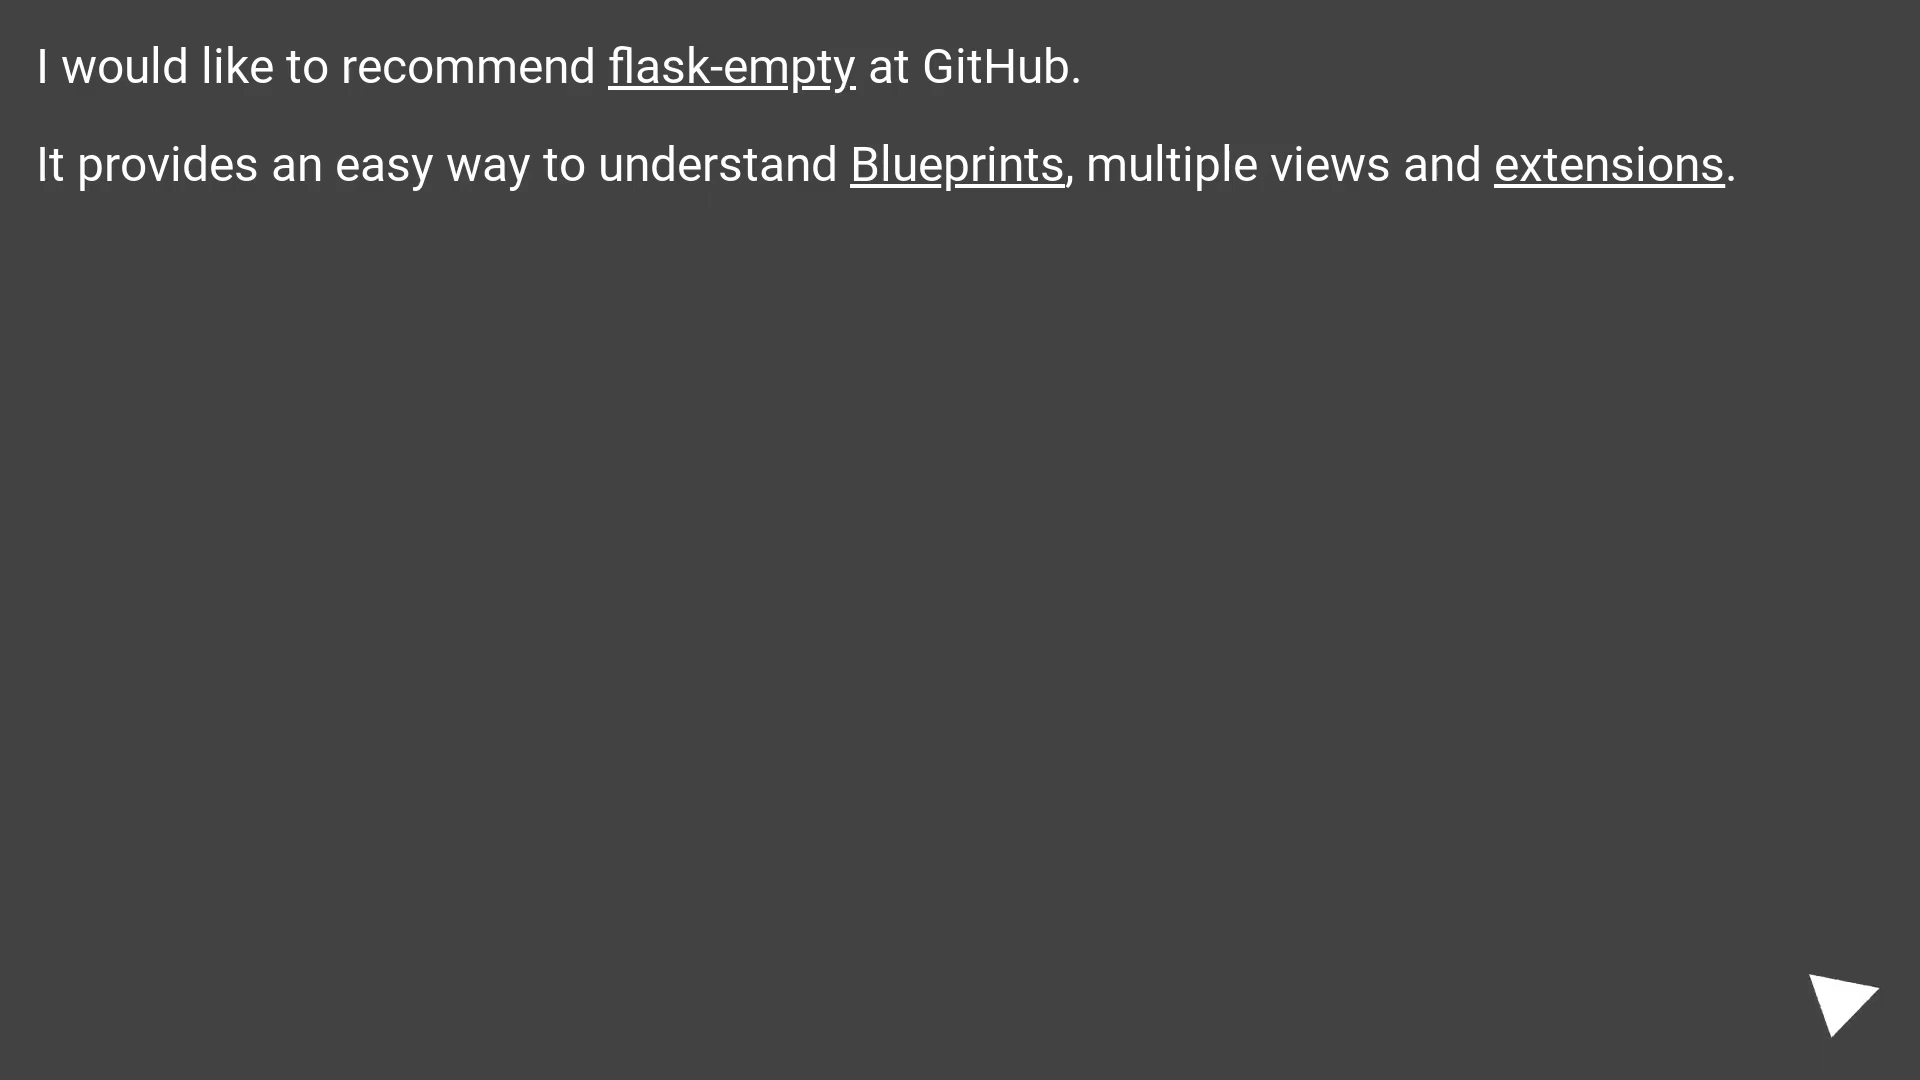 I would like to recommend flask-empty at GitHub.
It provides an easy way to understand Blueprints, multiple views and extensions.